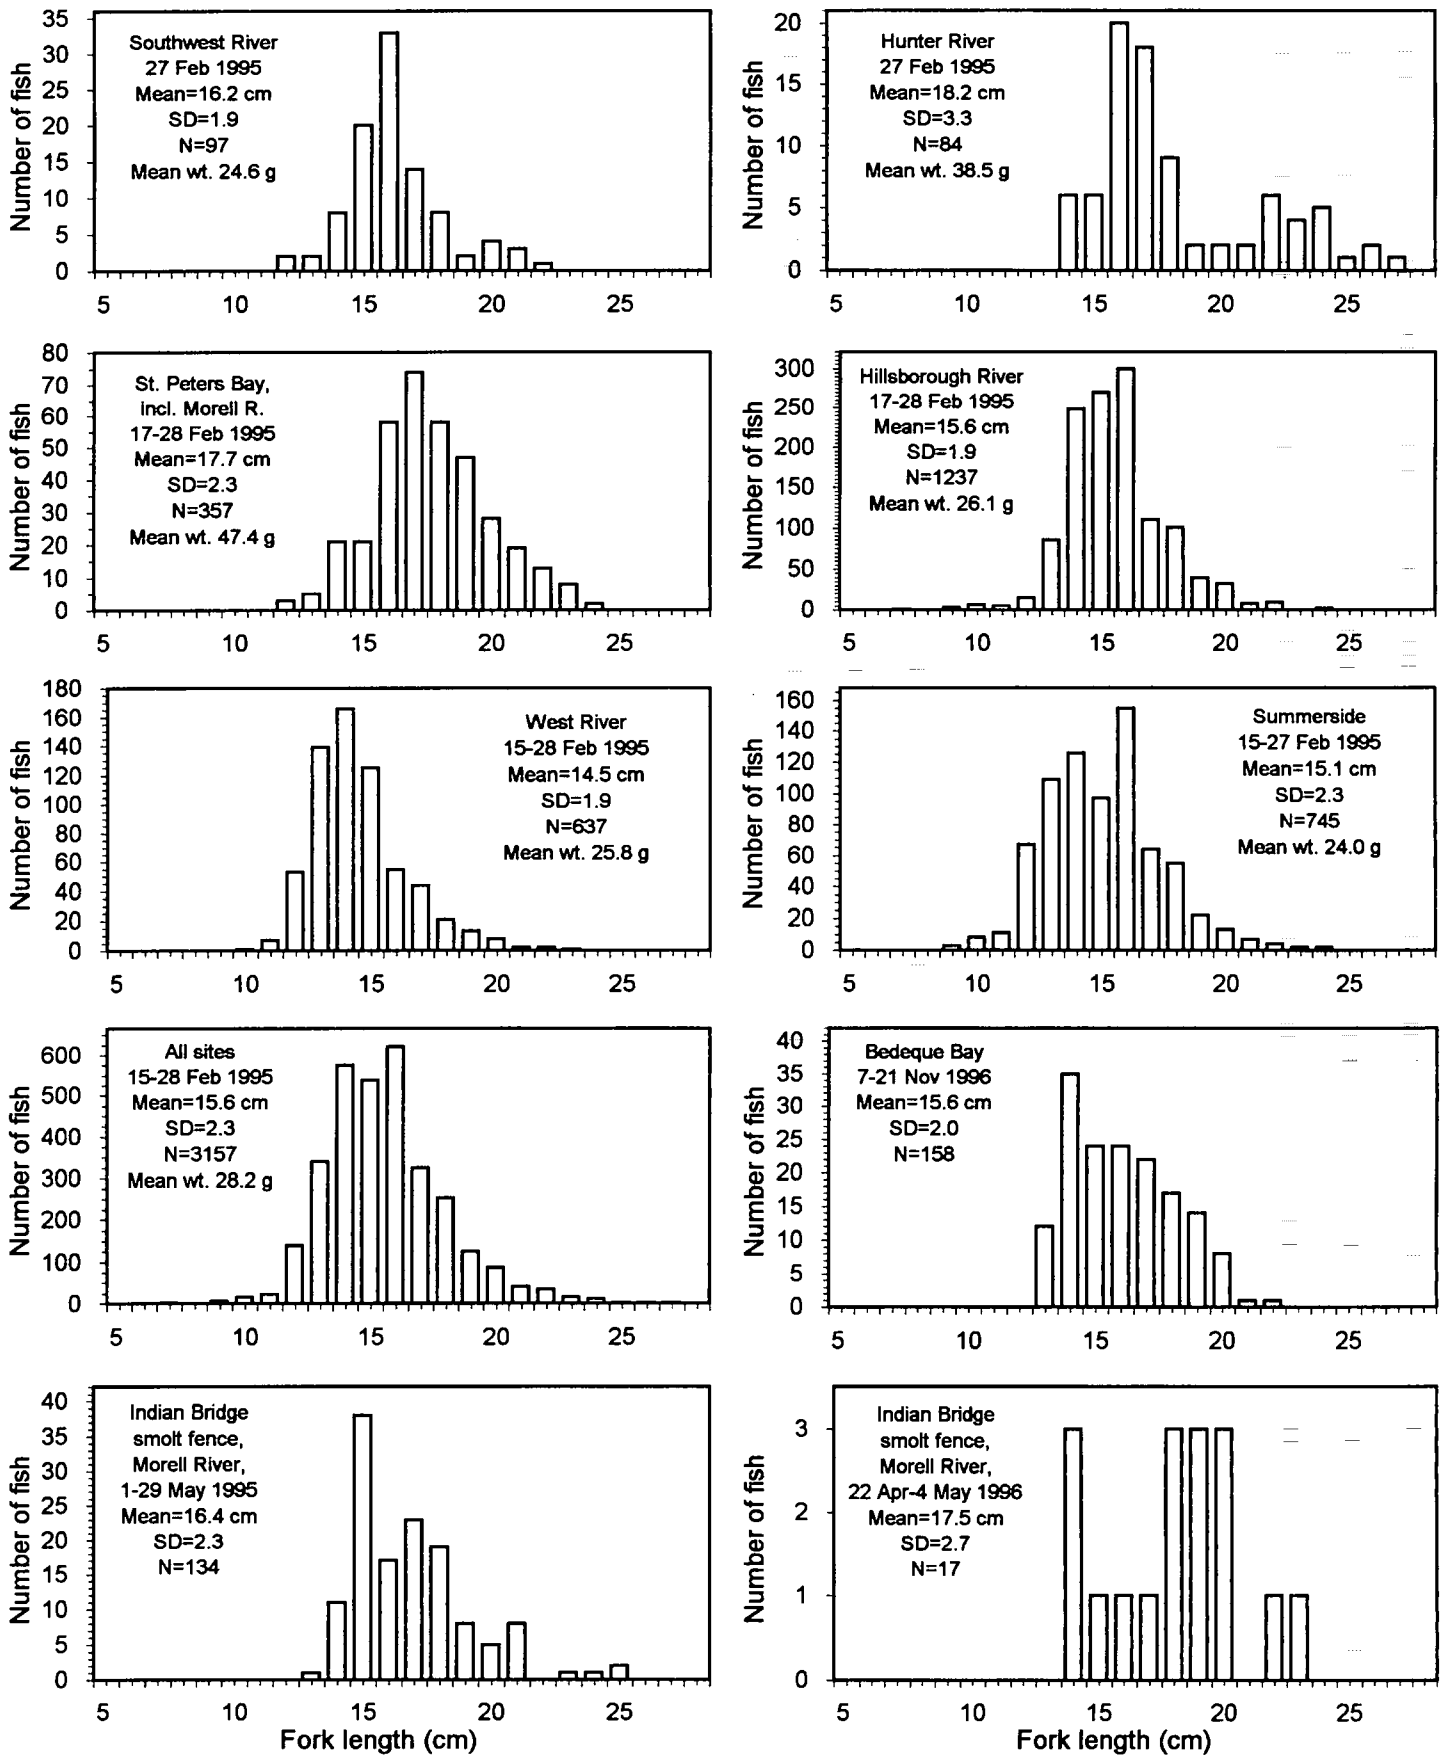 Number of fish
35
30
25
20
15
10
5
0
Southwest River
27 Feb 1995
Mean=16.2 cm
SD=1.9
N=97
Mean wt. 24.6 g
5 10 15 20 25
Number of fish
20
15
10
5
0
Hunter River
27 Feb 1995
Mean=18.2 cm
SD=3.3
N=84
Mean wt. 38.5 g
5 10 15 20 25
Number of fish
80
70
60
50
40
30
20
10
0
St. Peters Bay,
incl. Morell R.
17-28 Feb 1995
Mean=17.7 cm
SD=2.3
N=357
Mean wt. 47.4 g
5 10 15 20 25
Number of fish
300
250
200
150
100
50
0
Hillsborough River
17-28 Feb 1995
Mean=15.6 cm
SD=1.9
N=1237
Mean wt. 26.1 g
5 10 15 20 25
Number of fish
180
160
140
120
100
80
60
40
20
0
West River
15-28 Feb 1995
Mean=14.5 cm
SD=1.9
N=637
Mean wt. 25.8 g
5 10 15 20 25
Number of fish
160
140
120
100
80
60
40
20
0
Summerside
15-27 Feb 1995
Mean=15.1 cm
SD=2.3
N=745
Mean wt. 24.0 g
5 10 15 20 25
Number of fish
600
500
400
300
200
100
0
All sites
15-28 Feb 1995
Mean=15.6 cm
SD=2.3
N=3157
Mean wt. 28.2 g
5 10 15 20 25
Number of fish
40
35
30
25
20
15
10
5
0
Bedeque Bay
7-21 Nov 1996
Mean=15.6 cm
SD=2.0
N=158
5 10 15 20 25
Number of fish
40
35
30
25
20
15
10
5
0
Indian Bridge
smolt fence,
Morell River,
1-29 May 1995
Mean=16.4 cm
SD=2.3
N=134
5 10 15 20 25
Fork length (cm)
Number of fish
3
2
1
0
Indian Bridge
smolt fence,
Morell River,
22 Apr-4 May 1996
Mean=17.5 cm
SD=2.7
N=17
5 10 15 20 25
Fork length (cm)